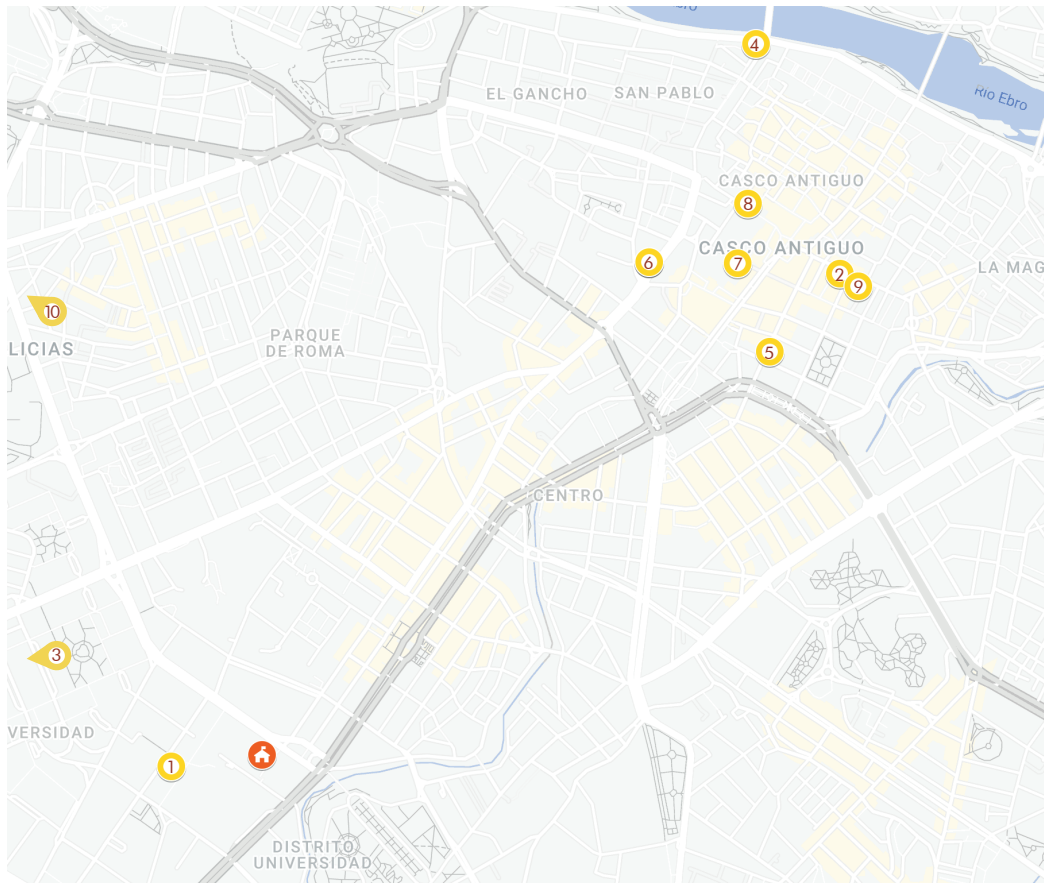 bro
4
Río Ebro
EL GANCHO
SAN PABLO
CASCO ANTIGUO
8
CASCO ANTIGUO
6
7
2
9
LA MAG
10
LICIAS
PARQUE
DE ROMA
5
CENTRO
3
VERSIDAD
1
DISTRITO
UNIVERSIDAD